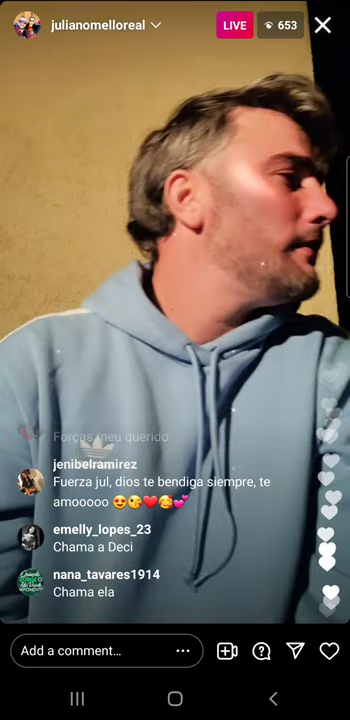 julianomelloreal
LIVE
653
Forças meu querido
jenibelramirez
Fuerza jul, dios te bendiga siempre, te
amooooo 😍😘❤️🥰💕
emelly_lopes_23
Chama a Deci
nana_tavares1914
Chama ela
Add a comment...